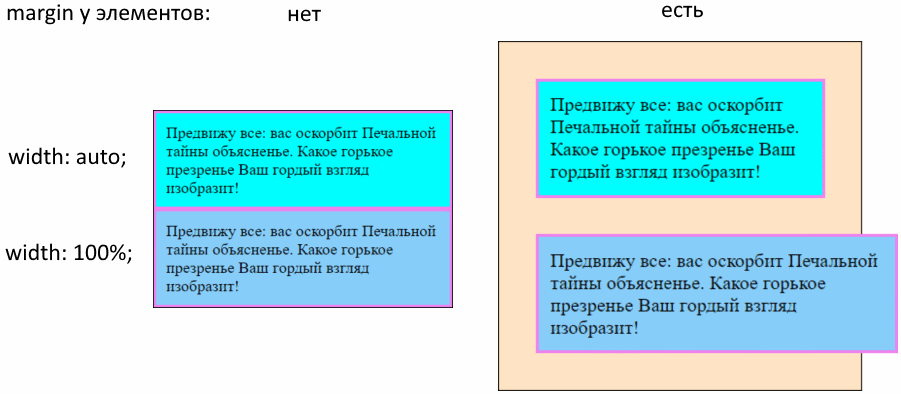 margin у элементов: нет есть
width: auto;
Предвижу все: вас оскорбит Печальной
тайны объясненье. Какое горькое
презренье Ваш гордый взгляд
изобразит!
Предвижу все: вас оскорбит
Печальной тайны объясненье.
Какое горькое презренье Ваш
гордый взгляд изобразит!
width: 100%;
Предвижу все: вас оскорбит Печальной
тайны объясненье. Какое горькое
презренье Ваш гордый взгляд
изобразит!
Предвижу все: вас оскорбит Печальной
тайны объясненье. Какое горькое
презренье Ваш гордый взгляд
изобразит!